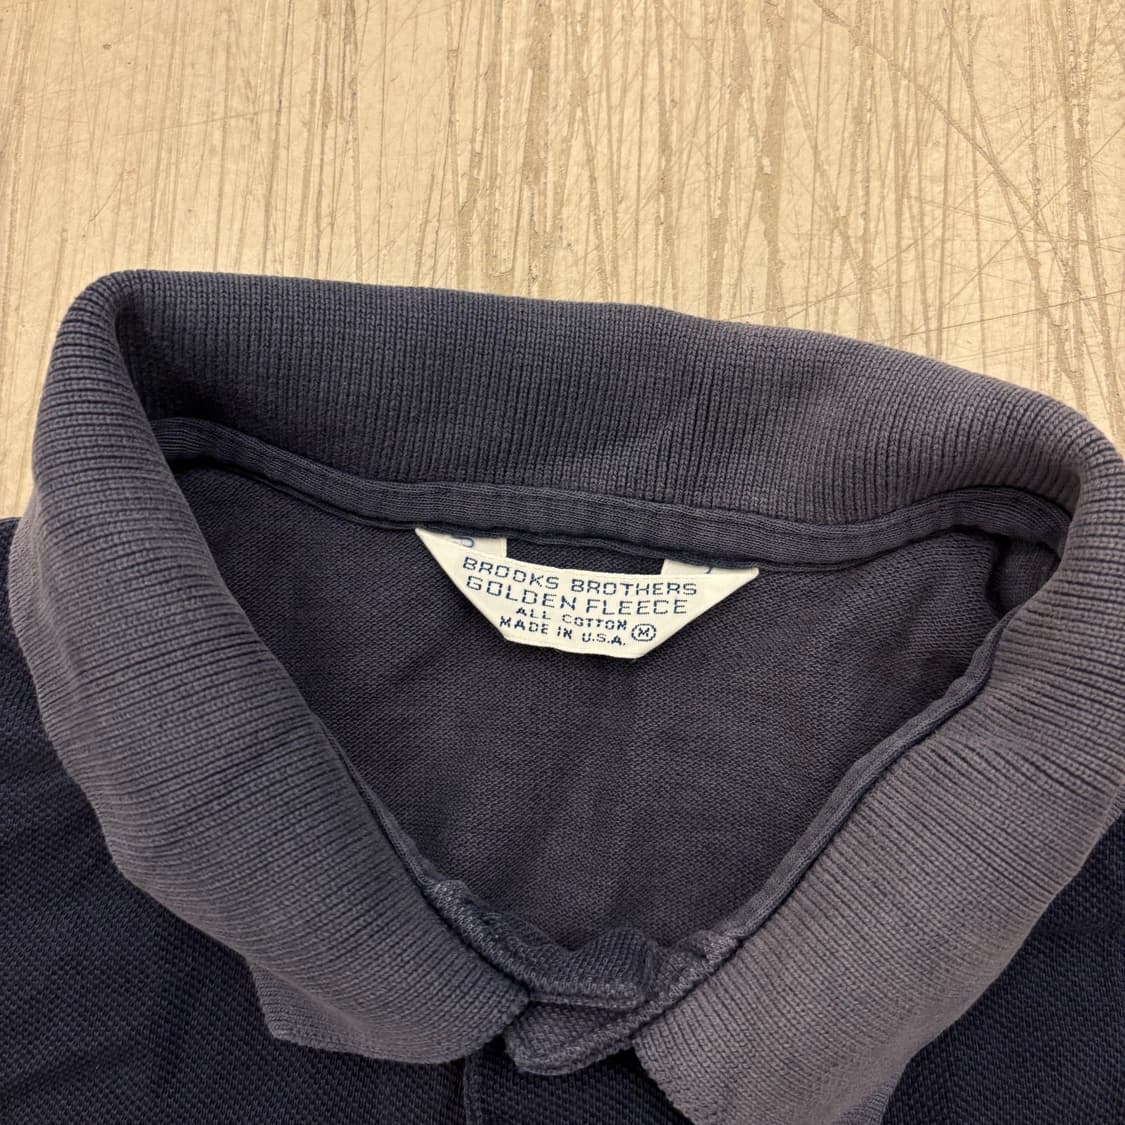 BROOKS BROTHERS
GOLDEN FLEECE
ALL COTTON
MADE IN U.S.A. M